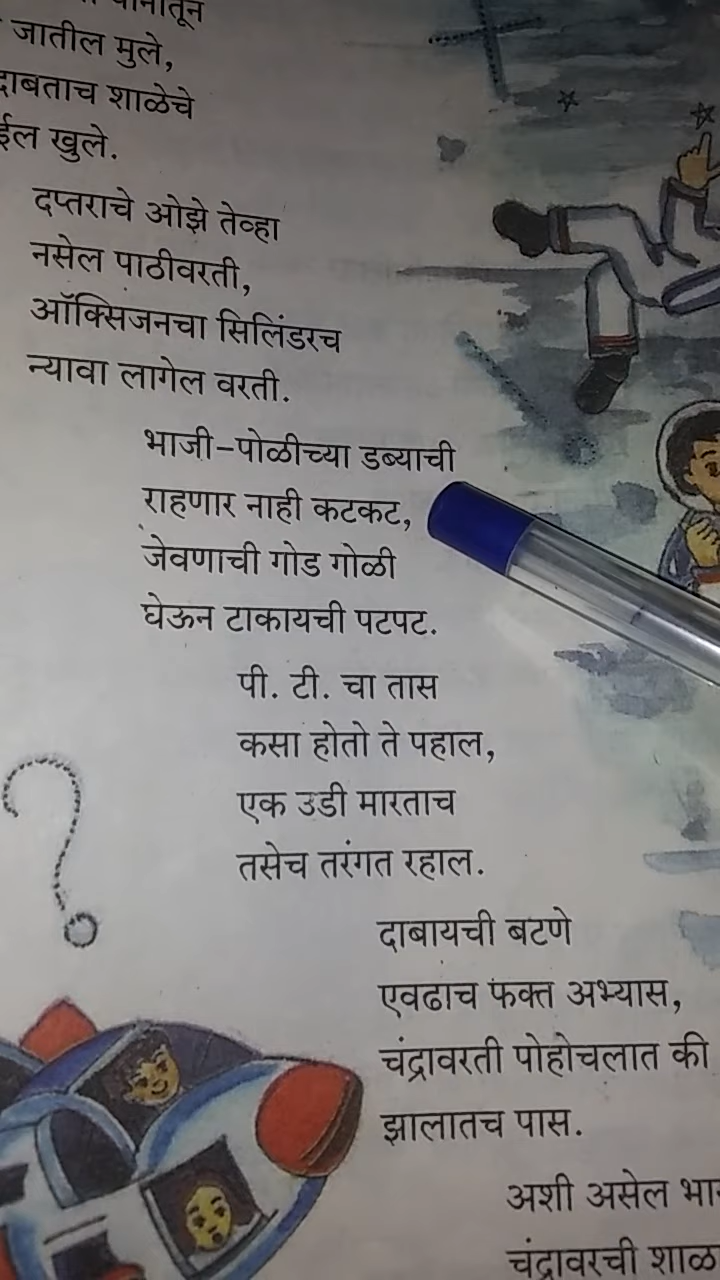 जातील मुले,
दाबताच शाळेचे
खुले.
दप्तराचे ओझे तेव्हा
नसेल पाठीवरती,
ऑक्सिजनचा सिलिंडरच
न्यावा लागेल वरती.
भाजी-पोळीच्या डब्याची
राहणार नाही कटकट,
जेवणाची गोड गोळी
घेऊन टाकायची पटपट.
पी. टी. चा तास
कसा होतो ते पहाल,
एक उडी मारताच
तसेच तरंगत रहाल.
दाबायची बटणे
एवढाच फक्त अभ्यास,
चंद्रावरती पोहोचलात की
झालातच पास.
अशी असेल
चंद्रावरची